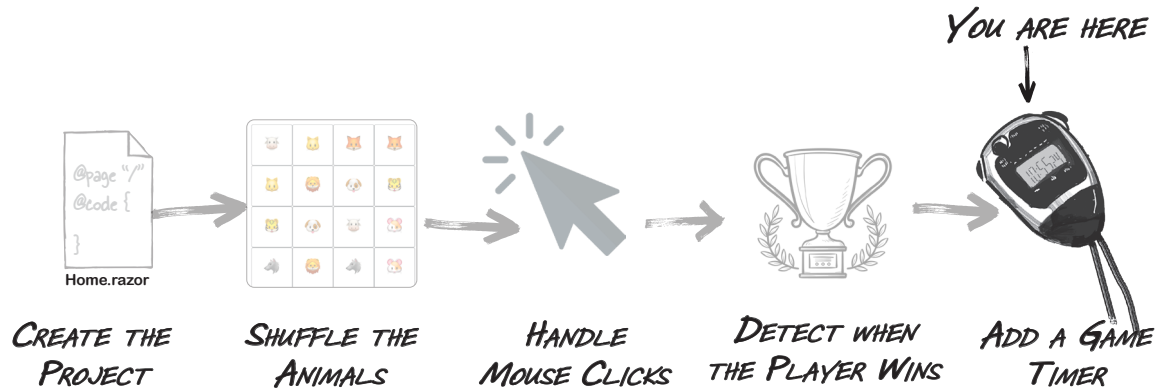 YOU ARE HERE
@page "/"
@code {
}
Home.razor
CREATE THE
PROJECT
SHUFFLE THE
ANIMALS
HANDLE
MOUSE CLICKS
DETECT WHEN
THE PLAYER WINS
ADD A GAME
TIMER